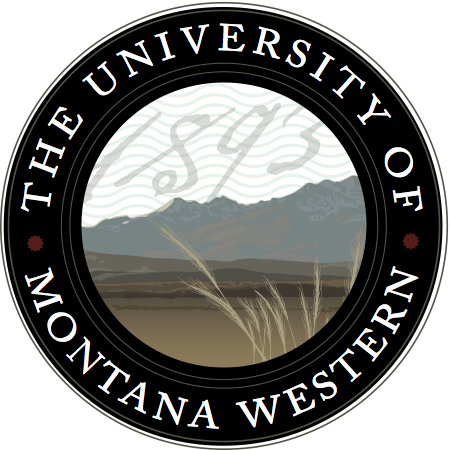 THE UNIVERSITY OF
MONTANA WESTERN
1893